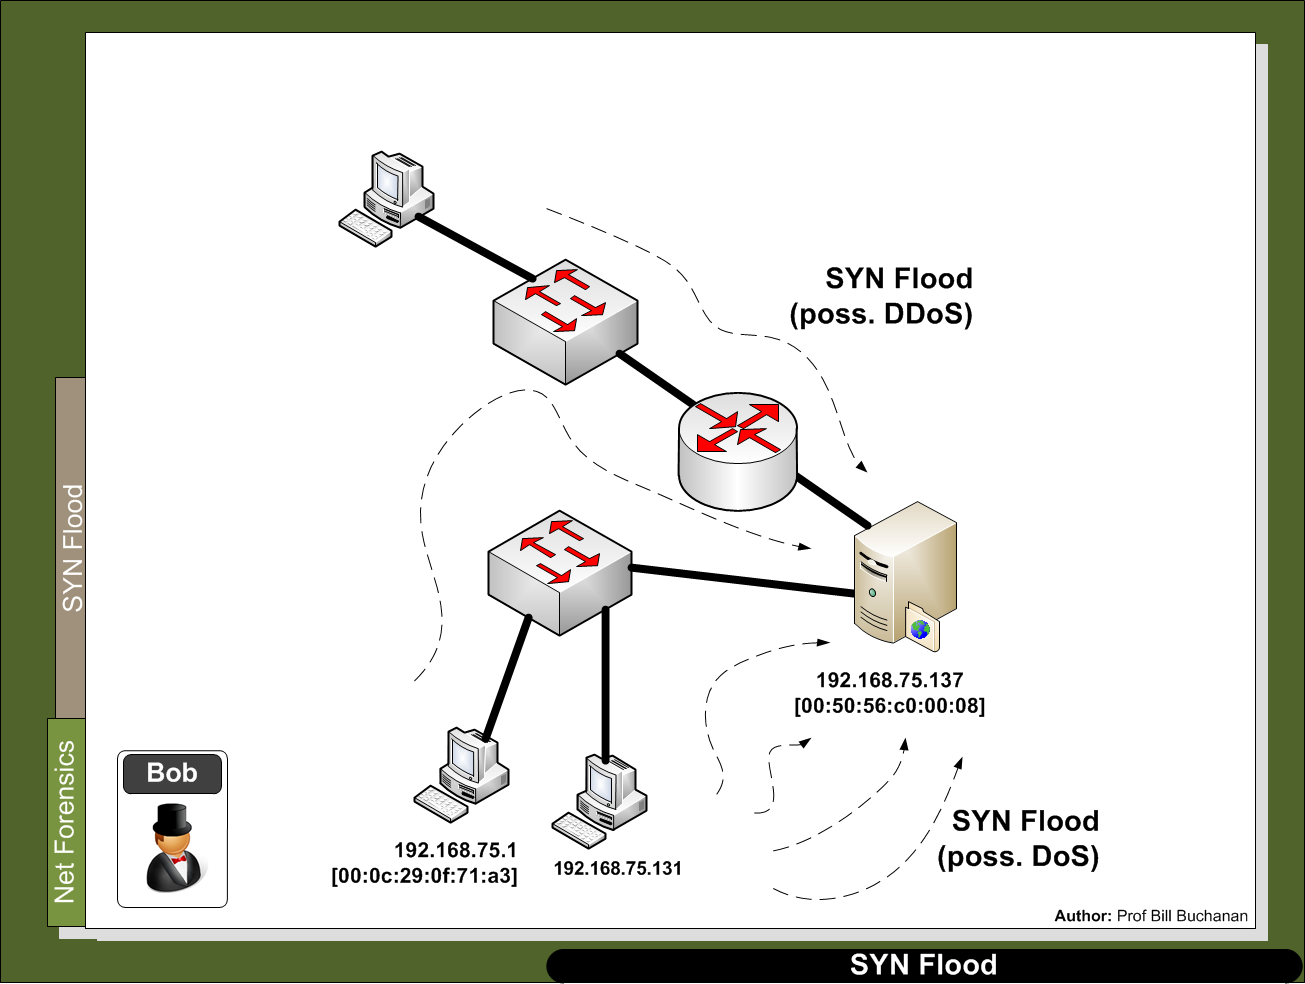 SYN Flood
(poss. DDoS)
SYN Flood
192.168.75.137
[00:50:56:c0:00:08]
Net Forensics
Bob
192.168.75.1
[00:0c:29:0f:71:a3]
192.168.75.131
SYN Flood
(poss. DoS)
Author: Prof Bill Buchanan
SYN Flood